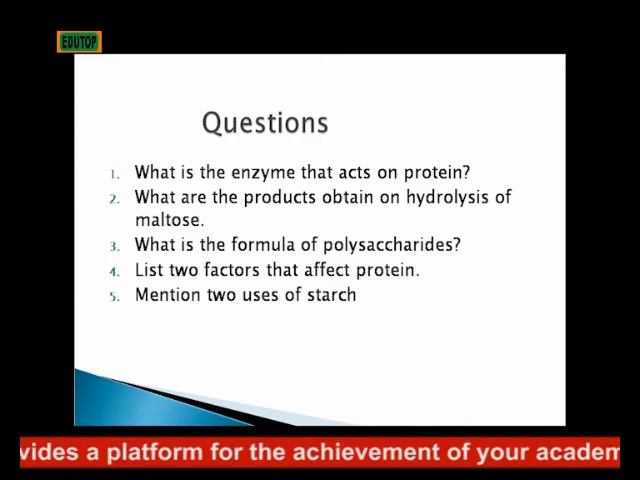 EDUTOP
Questions
1. What is the enzyme that acts on protein?
2. What are the products obtain on hydrolysis of
maltose.
3. What is the formula of polysaccharides?
4. List two factors that affect protein.
5. Mention two uses of starch
vides a platform for the achievement of your academ